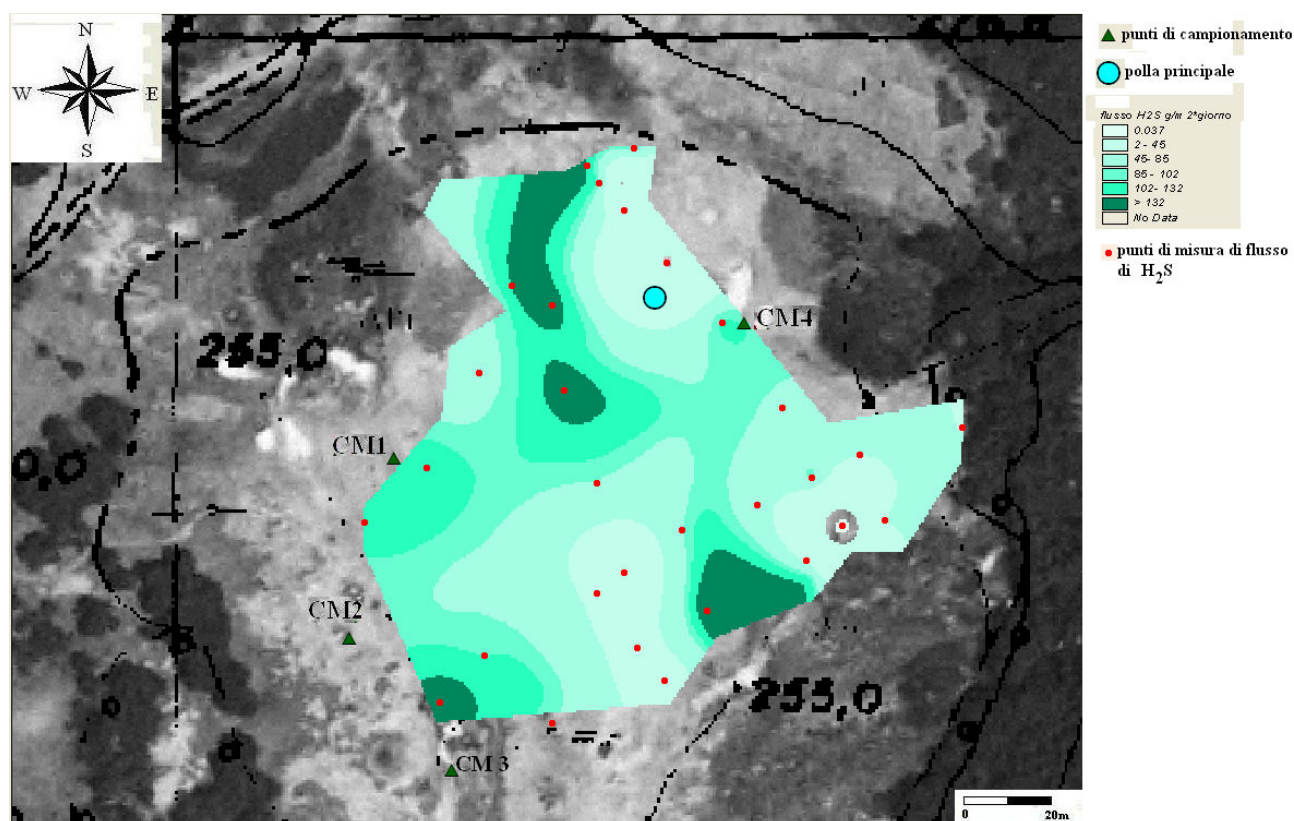 N
W E
S
punti di campionamento
polla principale
flusso H2S g/m 2*giorno
0.037
2 - 45
45- 85
85 - 102
102- 132
> 132
No Data
punti di misura di flusso
di H2S
255,0
CM4
CM1
0,0
CM2
255,0
CM 3
0 20m